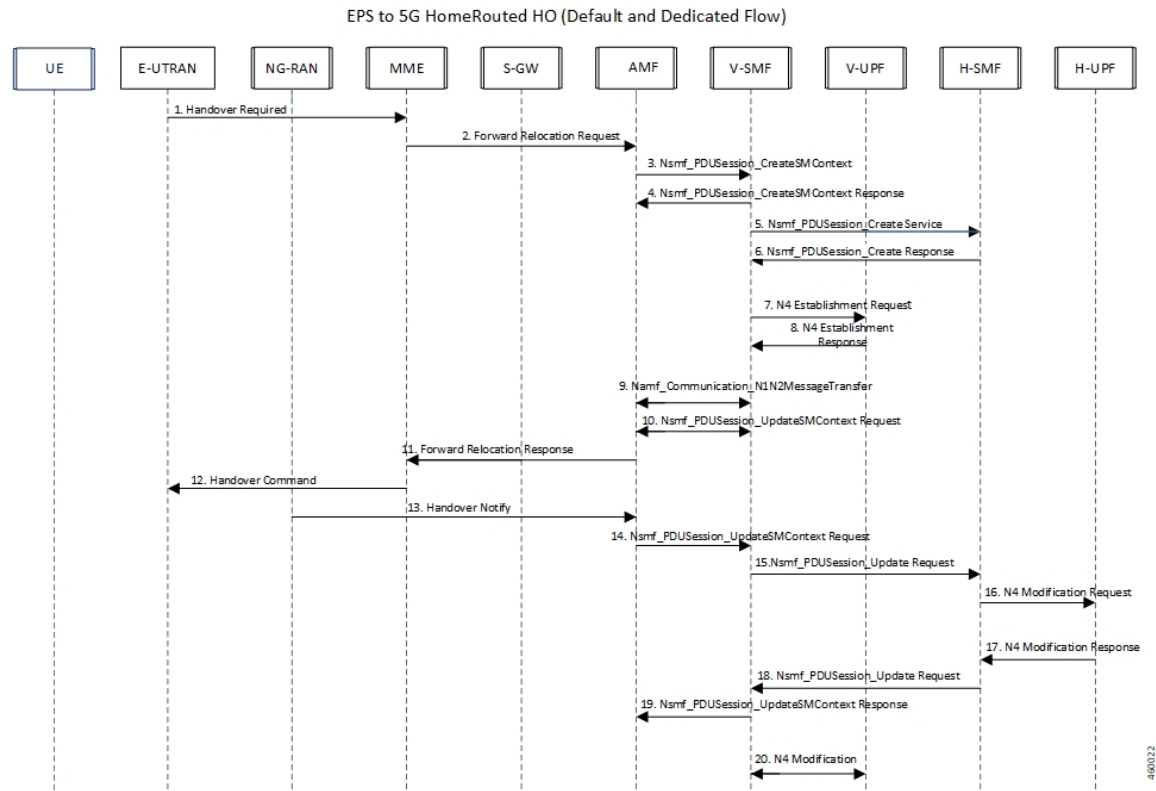 EPS to 5G HomeRouted HO (Default and Dedicated Flow)
UE
E-UTRAN
NG-RAN
MME
S-GW
AMF
V-SMF
V-UPF
H-SMF
H-UPF
1. Handover Required
2. Forward Relocation Request
3. Nsmf_PDUSession_CreateSMContext
4. Nsmf_PDUSession_CreateSMContext Response
5. Nsmf_PDUSession_Create Service
6. Nsmf_PDUSession_Create Response
7. N4 Establishment Request
8. N4 Establishment
Response
9. Namf_Communication_N1N2MessageTransfer
10. Nsmf_PDUSession_UpdateSMContext Request
11. Forward Relocation Response
12. Handover Command
13. Handover Notify
14. Nsmf_PDUSession_UpdateSMContext Request
15.Nsmf_PDUSession_Update Request
16. N4 Modification Request
17. N4 Modification Response
18. Nsmf_PDUSession_Update Request
19. Nsmf_PDUSession_UpdateSMContext Response
20. N4 Modification
460022